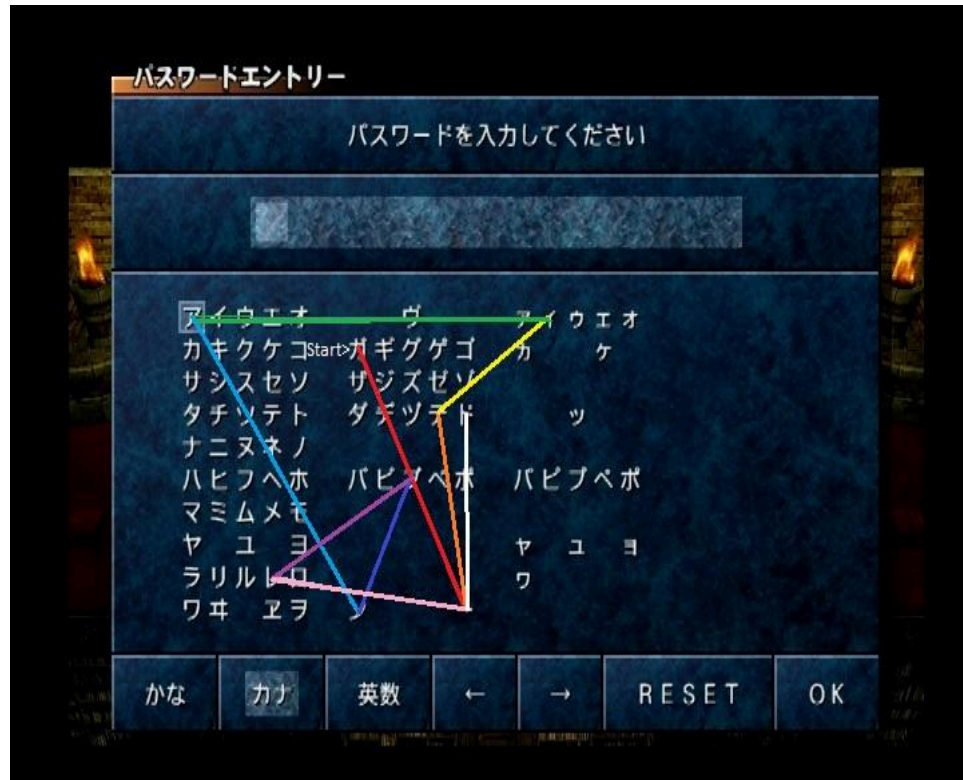 パスワードエントリー
パスワードを入力してください
アイウエオ ヴ ァィゥェォ
カキクケコ Start> ガギグゲゴ ヵ ヶ
サシスセソ ザジズゼゾ
タチツテト ダヂヅデド ッ
ナニヌネノ
ハヒフヘホ バビブベボ パピプペポ
マミムメモ
ヤ ユ ヨ ャ ュ ョ
ラリルレロ ヮ
ワヰ ヱヲ ン
かな カナ 英数 ← → RESET OK